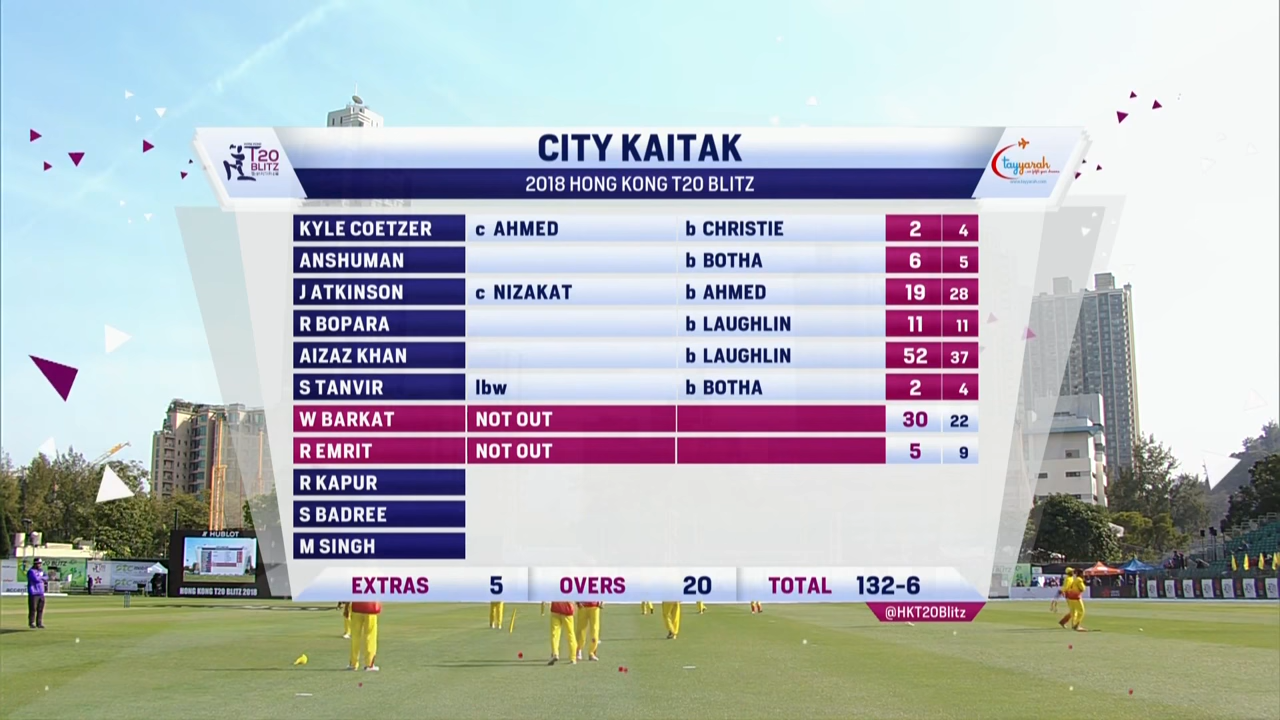 CITY KAITAK
T20
BLITZ
tayyarah
2018 HONG KONG T20 BLITZ
KYLE COETZER c AHMED b CHRISTIE 2 4
ANSHUMAN b BOTHA 6 5
J ATKINSON c NIZAKAT b AHMED 19 28
R BOPARA b LAUGHLIN 11 11
AIZAZ KHAN b LAUGHLIN 52 37
S TANVIR lbw b BOTHA 2 4
W BARKAT NOT OUT 30 22
R EMRIT NOT OUT 5 9
R KAPUR
S BADREE
M SINGH
HUBLOT
HONG KONG T20 BLITZ 2018
EXTRAS 5 OVERS 20 TOTAL 132-6
@HKT20Blitz